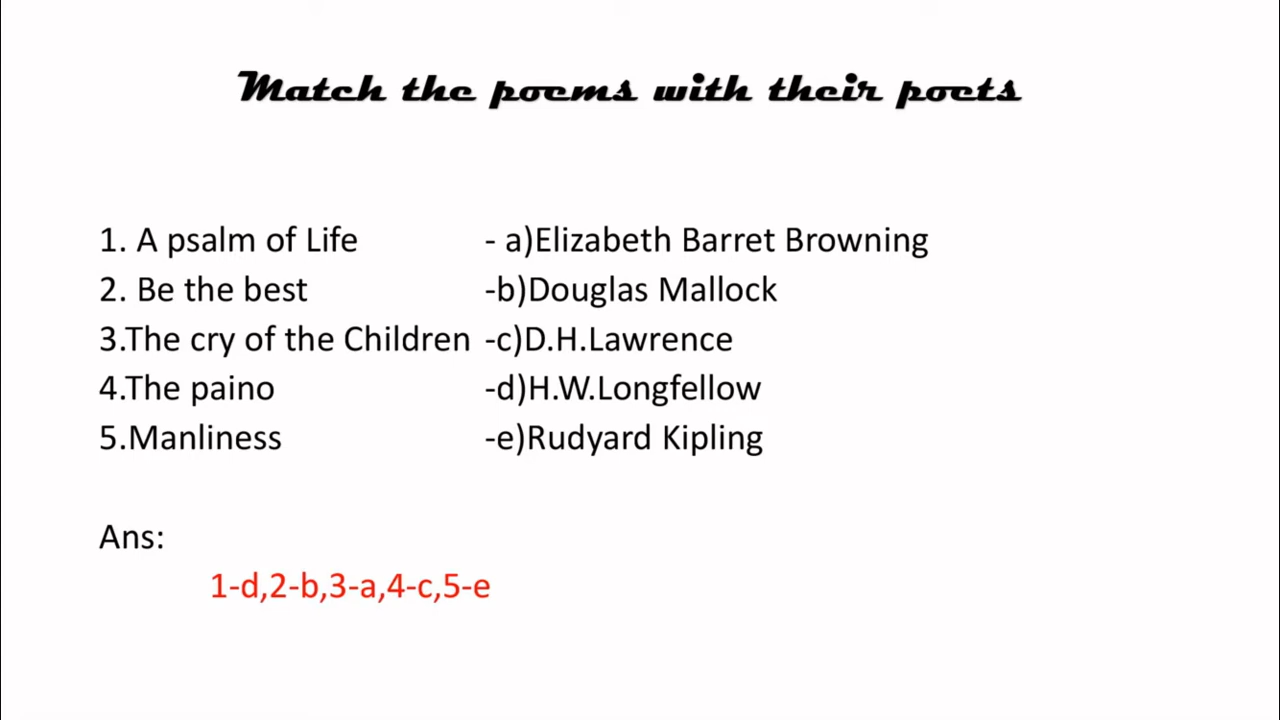 Match the poems with their poets
1. A psalm of Life - a)Elizabeth Barret Browning
2. Be the best -b)Douglas Mallock
3.The cry of the Children -c)D.H.Lawrence
4.The paino -d)H.W.Longfellow
5.Manliness -e)Rudyard Kipling
Ans:
1-d,2-b,3-a,4-c,5-e